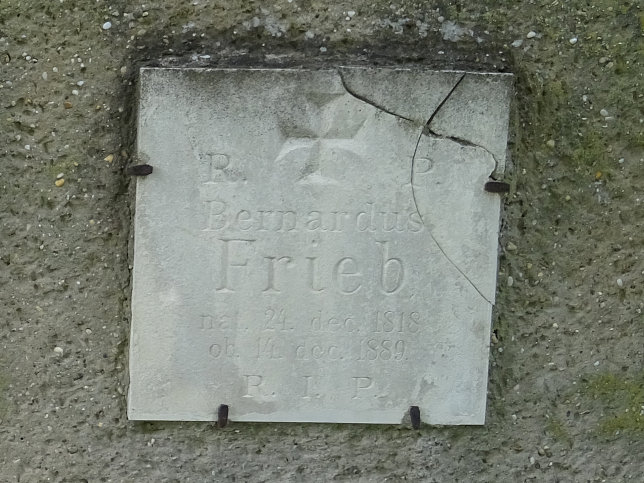 R. P.
Bernardus
Frieb
nat. 24. dec. 1818
ob. 14. dec. 1889.
R. I. P.